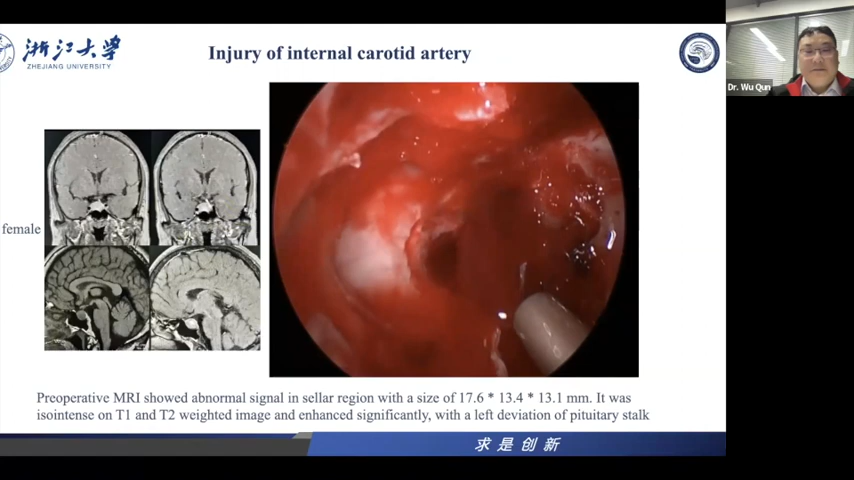 浙江大学
ZHEJIANG UNIVERSITY
Injury of internal carotid artery
Dr. Wu Qun
female
Preoperative MRI showed abnormal signal in sellar region with a size of 17.6 * 13.4 * 13.1 mm. It was
isointense on T1 and T2 weighted image and enhanced significantly, with a left deviation of pituitary stalk
求是创新